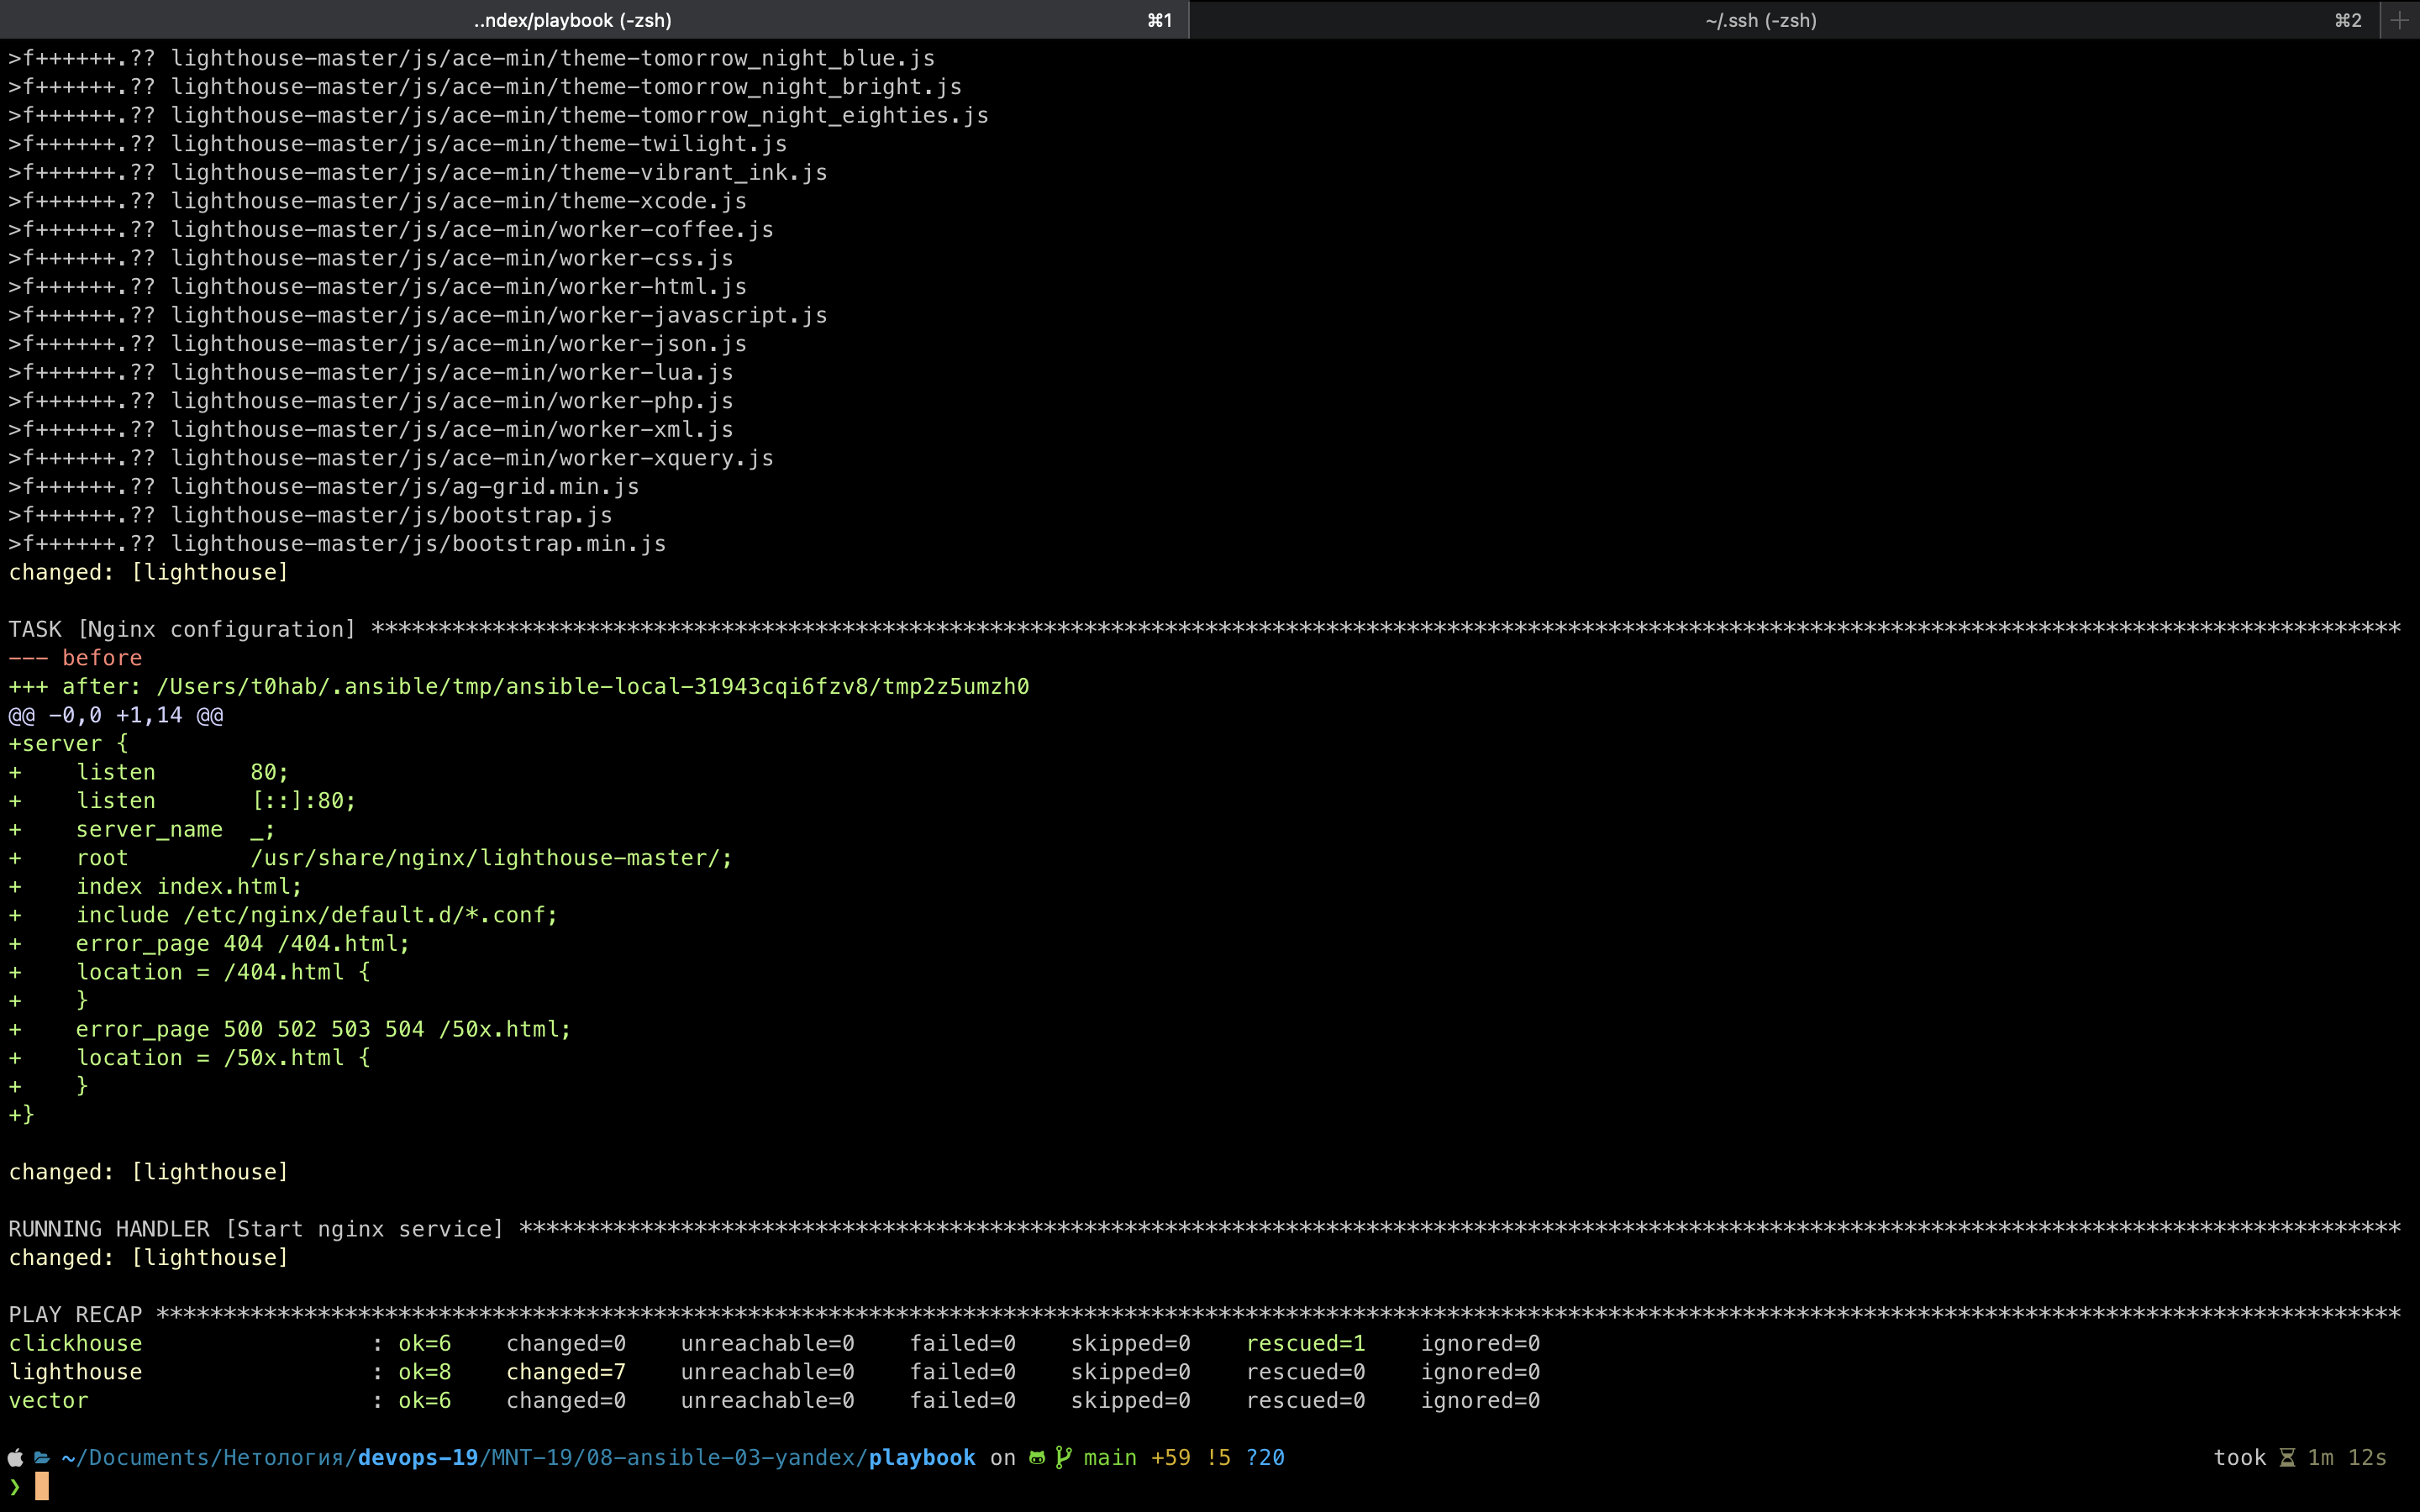 ..ndex/playbook (-zsh) ⌘1 ~/.ssh (-zsh) ⌘2
>f++++++.?? lighthouse-master/js/ace-min/theme-tomorrow_night_blue.js
>f++++++.?? lighthouse-master/js/ace-min/theme-tomorrow_night_bright.js
>f++++++.?? lighthouse-master/js/ace-min/theme-tomorrow_night_eighties.js
>f++++++.?? lighthouse-master/js/ace-min/theme-twilight.js
>f++++++.?? lighthouse-master/js/ace-min/theme-vibrant_ink.js
>f++++++.?? lighthouse-master/js/ace-min/theme-xcode.js
>f++++++.?? lighthouse-master/js/ace-min/worker-coffee.js
>f++++++.?? lighthouse-master/js/ace-min/worker-css.js
>f++++++.?? lighthouse-master/js/ace-min/worker-html.js
>f++++++.?? lighthouse-master/js/ace-min/worker-javascript.js
>f++++++.?? lighthouse-master/js/ace-min/worker-json.js
>f++++++.?? lighthouse-master/js/ace-min/worker-lua.js
>f++++++.?? lighthouse-master/js/ace-min/worker-php.js
>f++++++.?? lighthouse-master/js/ace-min/worker-xml.js
>f++++++.?? lighthouse-master/js/ace-min/worker-xquery.js
>f++++++.?? lighthouse-master/js/ag-grid.min.js
>f++++++.?? lighthouse-master/js/bootstrap.js
>f++++++.?? lighthouse-master/js/bootstrap.min.js
changed: [lighthouse]
TASK [Nginx configuration] *******************************************************************************************************************************************************
--- before
+++ after: /Users/t0hab/.ansible/tmp/ansible-local-31943cqi6fzv8/tmp2z5umzh0
@@ -0,0 +1,14 @@
+server {
+    listen       80;
+    listen       [::]:80;
+    server_name  _;
+    root         /usr/share/nginx/lighthouse-master/;
+    index index.html;
+    include /etc/nginx/default.d/*.conf;
+    error_page 404 /404.html;
+    location = /404.html {
+    }
+    error_page 500 502 503 504 /50x.html;
+    location = /50x.html {
+    }
+}
changed: [lighthouse]
RUNNING HANDLER [Start nginx service] ********************************************************************************************************************************************
changed: [lighthouse]
PLAY RECAP ***********************************************************************************************************************************************************************
clickhouse                 : ok=6    changed=0    unreachable=0    failed=0    skipped=0    rescued=1    ignored=0
lighthouse                 : ok=8    changed=7    unreachable=0    failed=0    skipped=0    rescued=0    ignored=0
vector                     : ok=6    changed=0    unreachable=0    failed=0    skipped=0    rescued=0    ignored=0
~/Documents/Нетология/devops-19/MNT-19/08-ansible-03-yandex/playbook on main +59 !5 ?20 took 1m 12s
❯